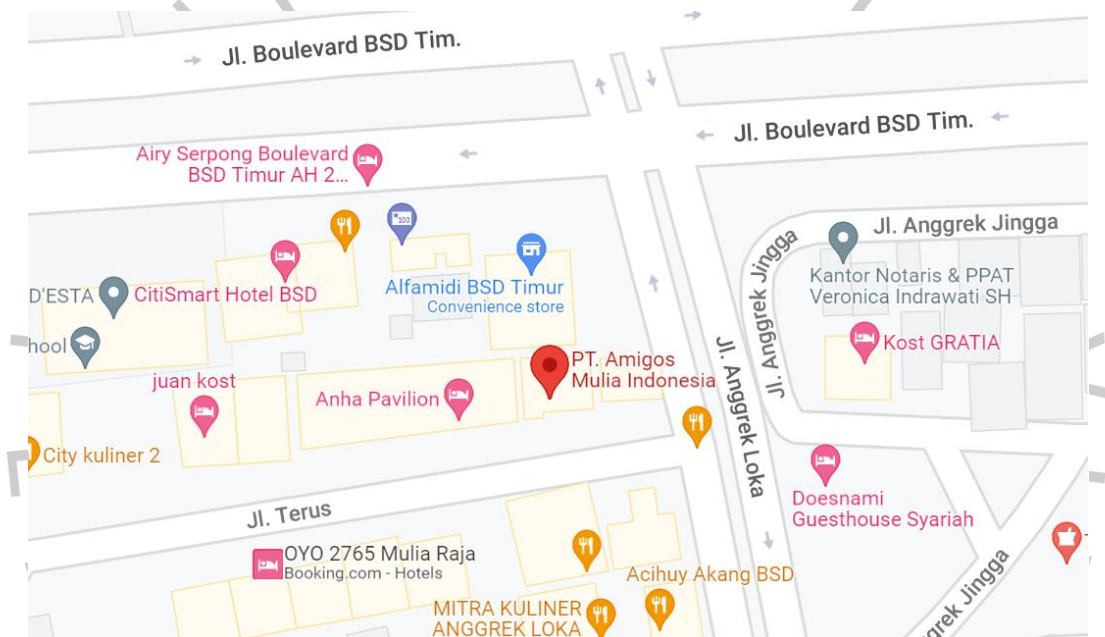 Jl. Boulevard BSD Tim.
Jl. Boulevard BSD Tim.
Airy Serpong Boulevard
BSD Timur AH 2...
100
Jl. Anggrek Jingga
Jl. Anggrek Jingga
Kantor Notaris & PPAT
Veronica Indrawati SH
D'ESTA
CitiSmart Hotel BSD
Alfamidi BSD Timur
Convenience store
hool
Kost GRATIA
PT. Amigos
Mulia Indonesia
juan kost
Anha Pavilion
Jl. Anggrek Loka
City kuliner 2
Doesnami
Guesthouse Syariah
Jl. Terus
OYO 2765 Mulia Raja
Booking.com - Hotels
Acihuy Akang BSD
MITRA KULINER
ANGGREK LOKA
ggrek Jingga